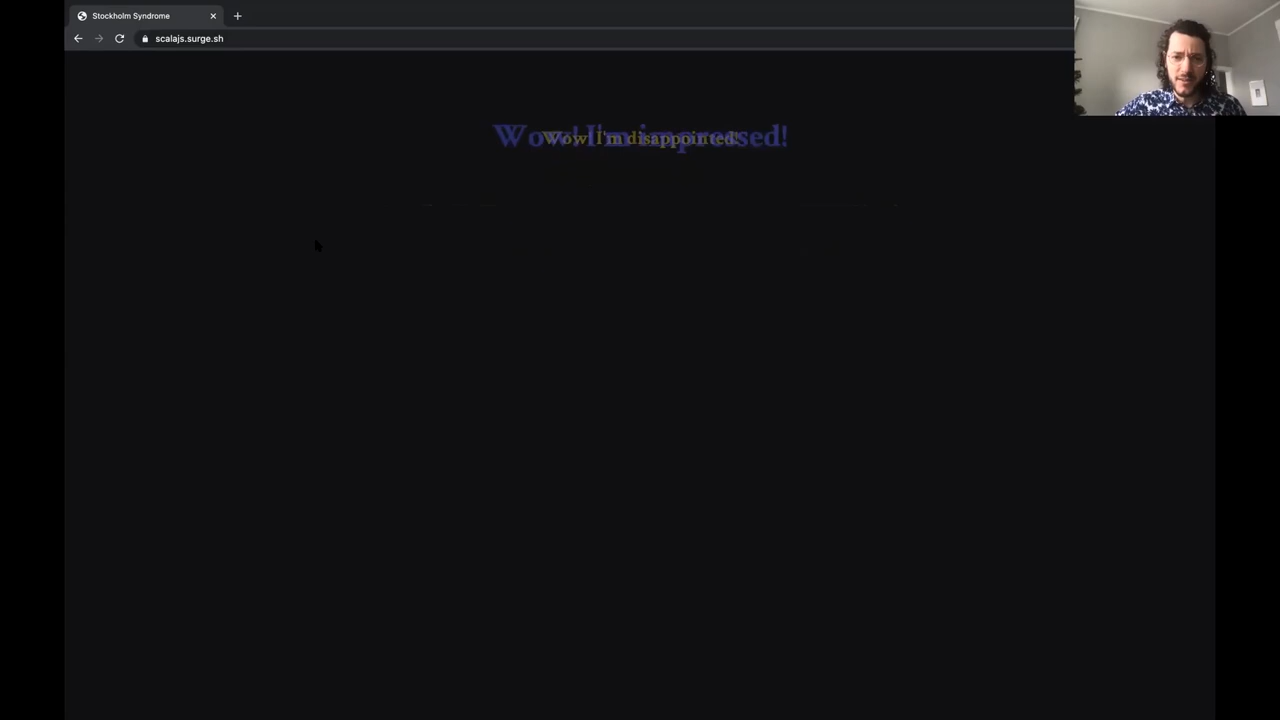 Stockholm Syndrome
scalajs.surge.sh
Wow! I'm impressed!
Wow! I'm disappointed!